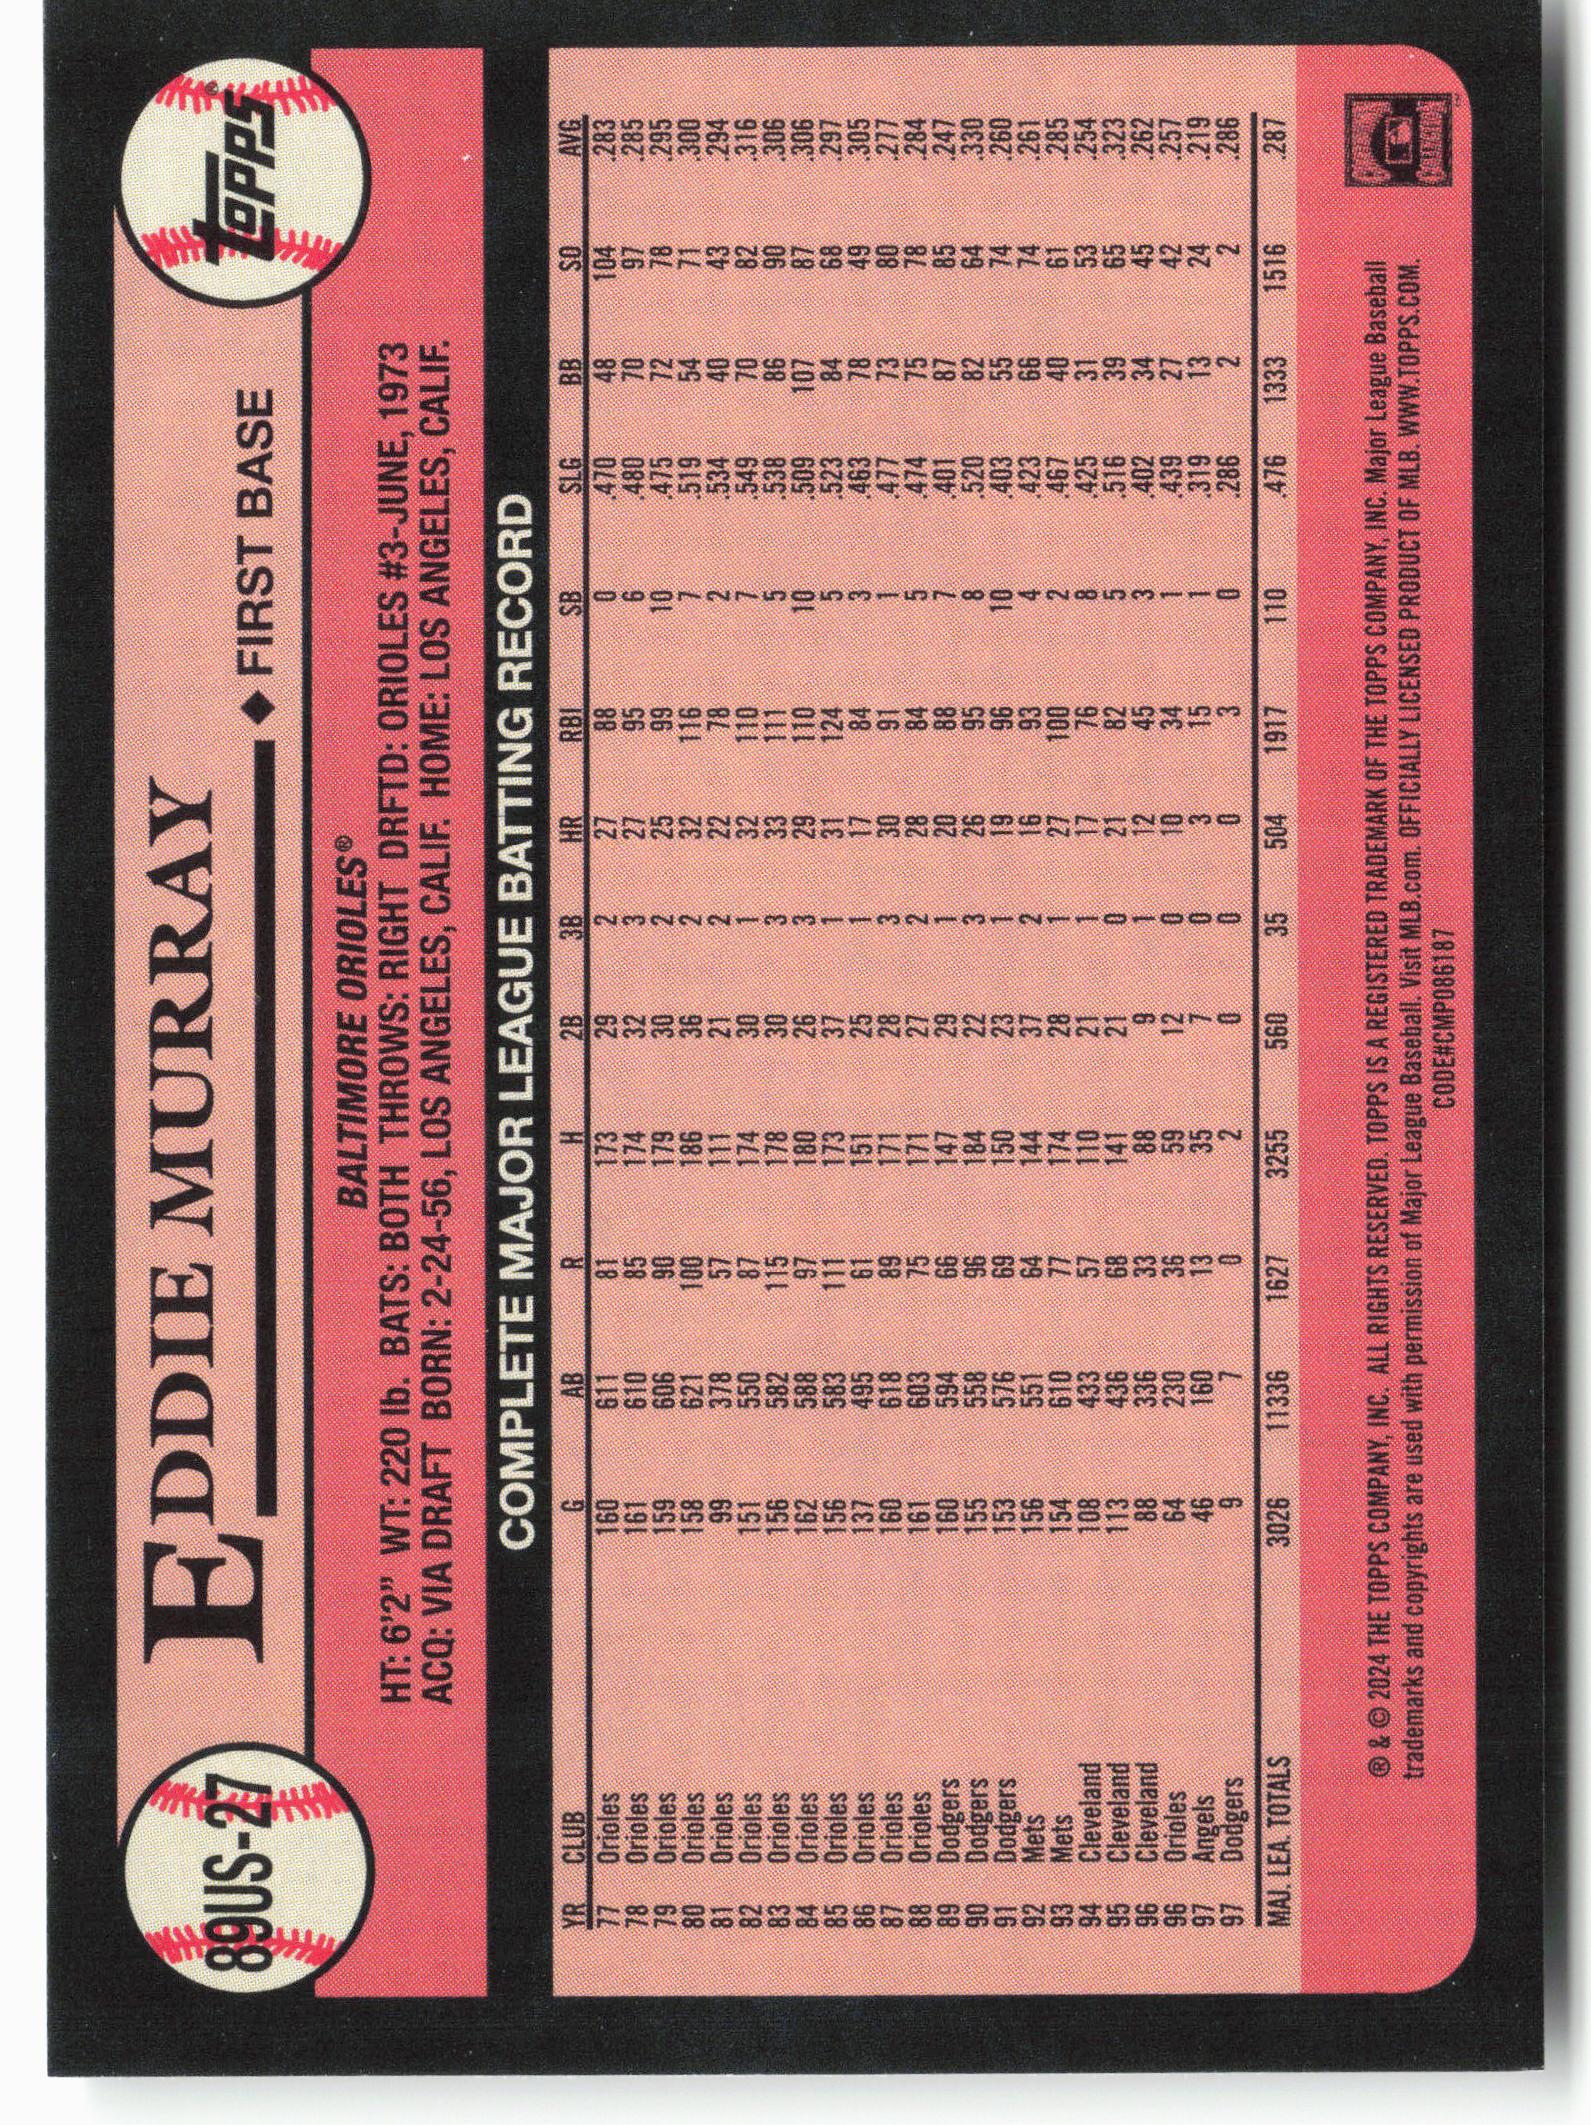 89US-27
EDDIE MURRAY
◆ FIRST BASE
topps®
BALTIMORE ORIOLES®
HT: 6'2” WT: 220 lb. BATS: BOTH THROWS: RIGHT DRFTD: ORIOLES #3-JUNE, 1973
ACQ: VIA DRAFT BORN: 2-24-56, LOS ANGELES, CALIF. HOME: LOS ANGELES, CALIF.
COMPLETE MAJOR LEAGUE BATTING RECORD
YR CLUB G AB R H 2B 3B HR RBI SB SLG BB SO AVG
77 Orioles 160 611 81 173 29 2 27 88 0 .470 48 104 .283
78 Orioles 161 610 85 174 32 3 27 95 6 .480 70 97 .285
79 Orioles 159 606 90 179 30 2 25 99 10 .475 72 78 .295
80 Orioles 158 621 100 186 36 2 32 116 7 .519 54 71 .300
81 Orioles 99 378 57 111 21 2 22 78 2 .534 40 43 .294
82 Orioles 151 550 87 174 30 1 32 110 7 .549 70 82 .316
83 Orioles 156 582 115 178 30 3 33 111 5 .538 86 90 .306
84 Orioles 162 588 97 180 26 3 29 110 10 .509 107 87 .306
85 Orioles 156 583 111 173 37 1 31 124 5 .523 84 68 .297
86 Orioles 137 495 61 151 25 1 17 84 3 .463 78 49 .305
87 Orioles 160 618 89 171 28 3 30 91 1 .477 73 80 .277
88 Orioles 161 603 75 171 27 2 28 84 5 .474 75 78 .284
89 Dodgers 160 594 66 147 29 1 20 88 7 .401 87 85 .247
90 Dodgers 155 558 96 184 22 3 26 95 8 .520 82 64 .330
91 Dodgers 153 576 69 150 23 1 19 96 10 .403 55 74 .260
92 Mets 156 551 64 144 37 2 16 93 4 .423 66 74 .261
93 Mets 154 610 77 174 28 1 27 100 2 .467 40 61 .285
94 Cleveland 108 433 57 110 21 1 17 76 8 .425 31 53 .254
95 Cleveland 113 436 68 141 21 0 21 82 5 .516 39 65 .323
96 Cleveland 88 336 33 88 9 1 12 45 3 .402 34 45 .262
96 Orioles 64 230 36 59 12 0 10 34 1 .439 27 42 .257
97 Angels 46 160 13 35 7 0 3 15 1 .319 13 24 .219
97 Dodgers 9 7 0 2 0 0 0 3 0 .286 2 2 .286
MAJ. LEA. TOTALS 3026 11336 1627 3255 560 35 504 1917 110 .476 1333 1516 .287
® & © 2024 THE TOPPS COMPANY, INC. ALL RIGHTS RESERVED. TOPPS IS A REGISTERED TRADEMARK OF THE TOPPS COMPANY, INC. Major League Baseball
trademarks and copyrights are used with permission of Major League Baseball. Visit MLB.com. OFFICIALLY LICENSED PRODUCT OF MLB. WWW.TOPPS.COM.
CODE#CMP086187